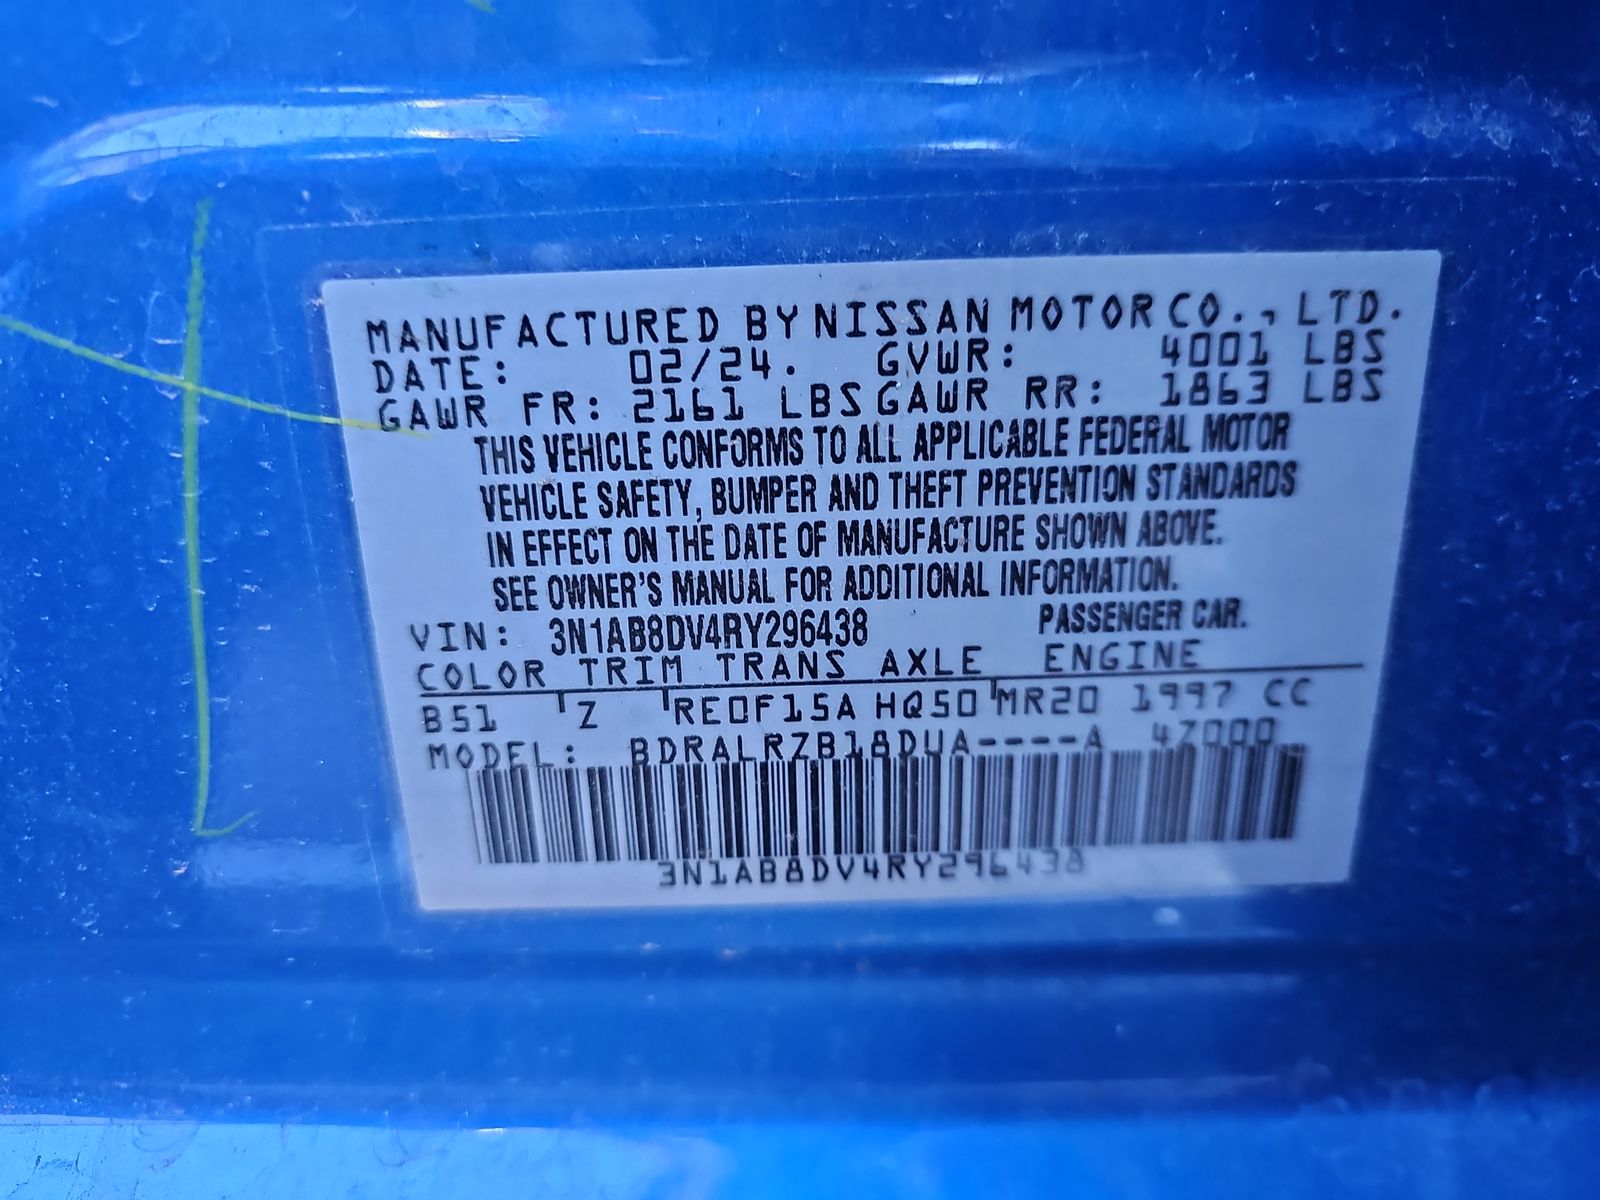 MANUFACTURED BY NISSAN MOTOR CO., LTD.
DATE: 02/24. GVWR: 4001 LBS
GAWR FR: 2161 LBS GAWR RR: 1863 LBS
THIS VEHICLE CONFORMS TO ALL APPLICABLE FEDERAL MOTOR
VEHICLE SAFETY, BUMPER AND THEFT PREVENTION STANDARDS
IN EFFECT ON THE DATE OF MANUFACTURE SHOWN ABOVE.
SEE OWNER'S MANUAL FOR ADDITIONAL INFORMATION.
VIN: 3N1AB8DV4RY296438 PASSENGER CAR.
COLOR TRIM TRANS AXLE ENGINE
B51 Z RE0F15A HQ50 MR20 1997 CC
MODEL: BDRALRZB18DUA----A 47000
3N1AB8DV4RY296438